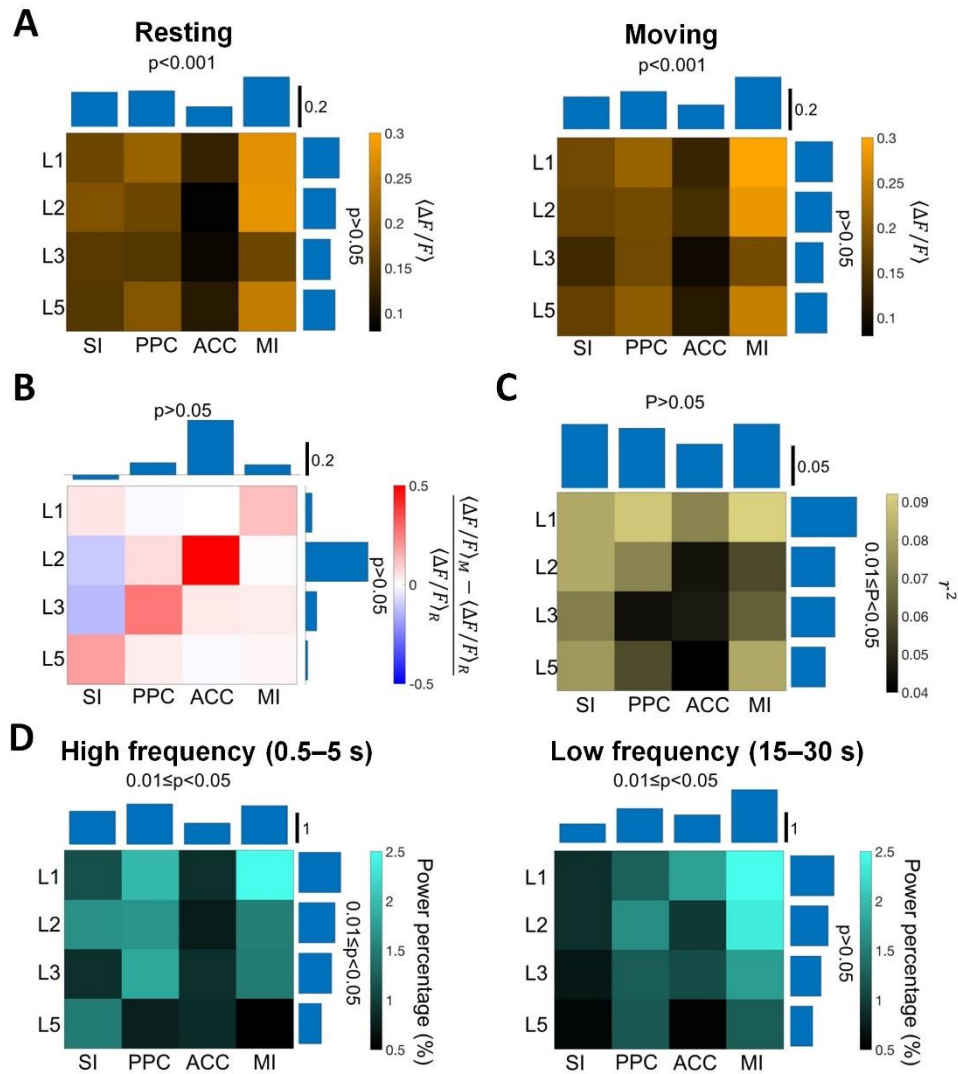 A
Resting
p<0.001
0.2
L1
L2
L3
L5
SI PPC ACC MI
p>0.05
0.3
0.25
0.2
0.15
0.1
⟨ΔF/F⟩
Moving
p<0.001
0.2
L1
L2
L3
L5
SI PPC ACC MI
p>0.05
0.3
0.25
0.2
0.15
0.1
⟨ΔF/F⟩
B
p>0.05
0.2
L1
L2
L3
L5
SI PPC ACC MI
p>0.05
0.5
0
-0.5
⟨ΔF/F⟩M − ⟨ΔF/F⟩R
⟨ΔF/F⟩R
C
P>0.05
0.05
L1
L2
L3
L5
SI PPC ACC MI
0.01≤P<0.05
0.09
0.08
0.07
0.06
0.05
0.04
r²
D
High frequency (0.5–5 s)
0.01≤p<0.05
1
L1
L2
L3
L5
SI PPC ACC MI
0.01≤p<0.05
2.5
2
1.5
1
0.5
Power percentage (%)
Low frequency (15–30 s)
0.01≤p<0.05
1
L1
L2
L3
L5
SI PPC ACC MI
p>0.05
2.5
2
1.5
1
0.5
Power percentage (%)